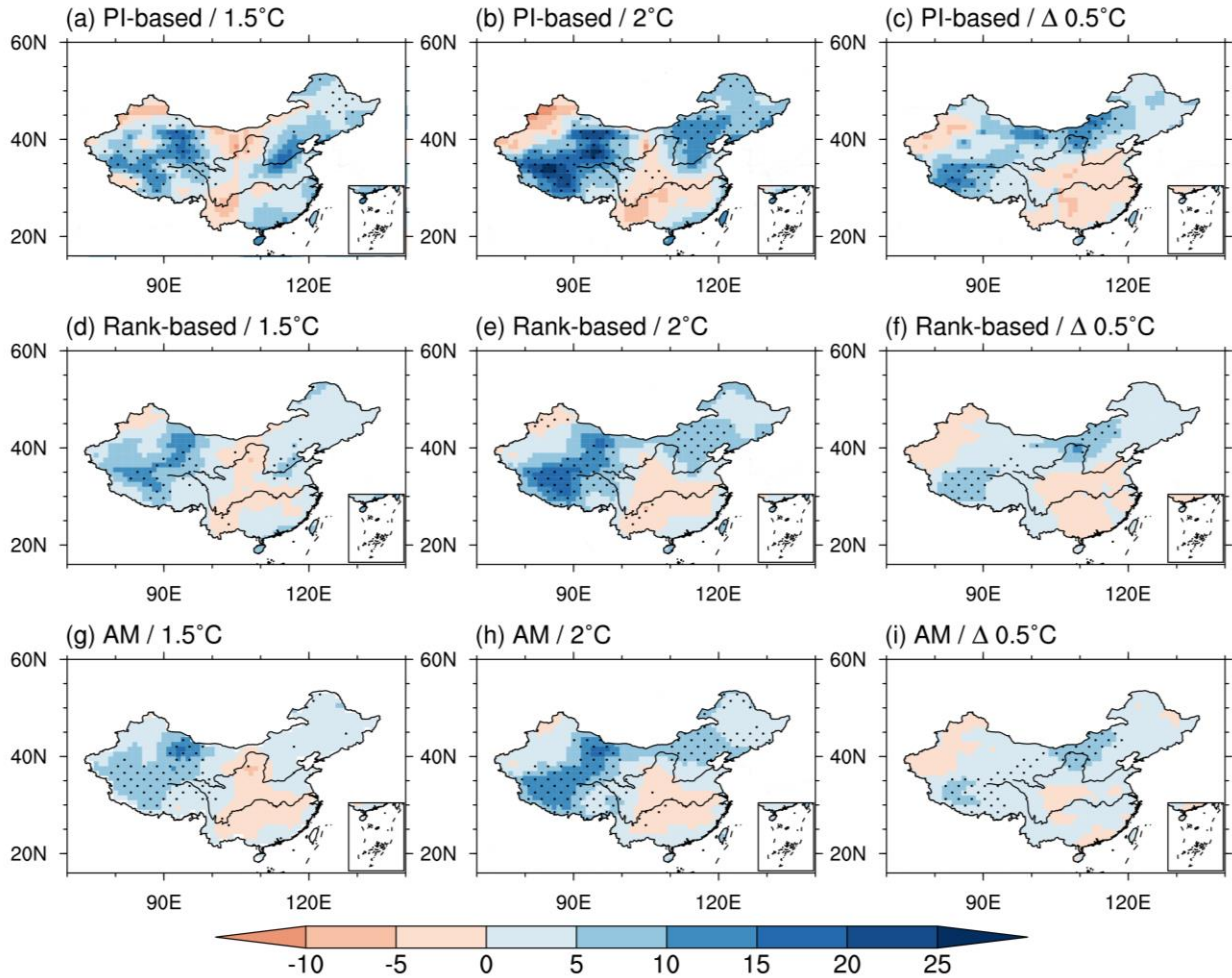 (a) PI-based / 1.5°C (b) PI-based / 2°C (c) PI-based / Δ 0.5°C
60N 60N 60N
40N 40N 40N
20N 20N 20N
90E 120E 90E 120E 90E 120E
(d) Rank-based / 1.5°C (e) Rank-based / 2°C (f) Rank-based / Δ 0.5°C
60N 60N 60N
40N 40N 40N
20N 20N 20N
90E 120E 90E 120E 90E 120E
(g) AM / 1.5°C (h) AM / 2°C (i) AM / Δ 0.5°C
60N 60N 60N
40N 40N 40N
20N 20N 20N
90E 120E 90E 120E 90E 120E
-10 -5 0 5 10 15 20 25